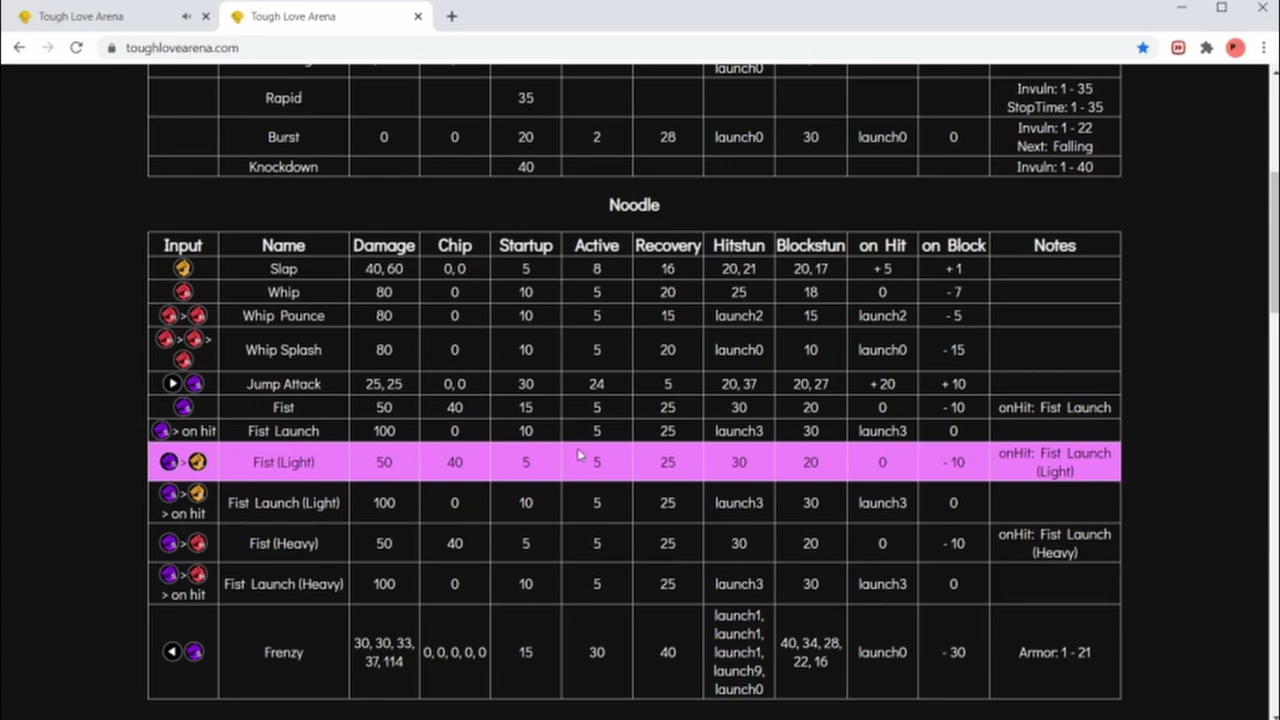 Tough Love Arena
Tough Love Arena
toughlovearena.com
launch0
Rapid 35 Invuln: 1 - 35
StopTime: 1 - 35
Burst 0 0 20 2 28 launch0 30 launch0 0 Invuln: 1 - 22
Next: Falling
Knockdown 40 Invuln: 1 - 40
Noodle
Input Name Damage Chip Startup Active Recovery Hitstun Blockstun on Hit on Block Notes
Slap 40, 60 0, 0 5 8 16 20, 21 20, 17 + 5 + 1
Whip 80 0 10 5 20 25 18 0 - 7
> Whip Pounce 80 0 10 5 15 launch2 15 launch2 - 5
> > Whip Splash 80 0 10 5 20 launch0 10 launch0 - 15
Jump Attack 25, 25 0, 0 30 24 5 20, 37 20, 27 + 20 + 10
Fist 50 40 15 5 25 30 20 0 - 10 onHit: Fist Launch
> on hit Fist Launch 100 0 10 5 25 launch3 30 launch3 0
> Fist (Light) 50 40 5 5 25 30 20 0 - 10 onHit: Fist Launch
(Light)
>
> on hit Fist Launch (Light) 100 0 10 5 25 launch3 30 launch3 0
> Fist (Heavy) 50 40 5 5 25 30 20 0 - 10 onHit: Fist Launch
(Heavy)
>
> on hit Fist Launch (Heavy) 100 0 10 5 25 launch3 30 launch3 0
Frenzy 30, 30, 33,
37, 114 0, 0, 0, 0, 0 15 30 40 launch1,
launch1,
launch1,
launch9,
launch0 40, 34, 28,
22, 16 launch0 - 30 Armor: 1 - 21